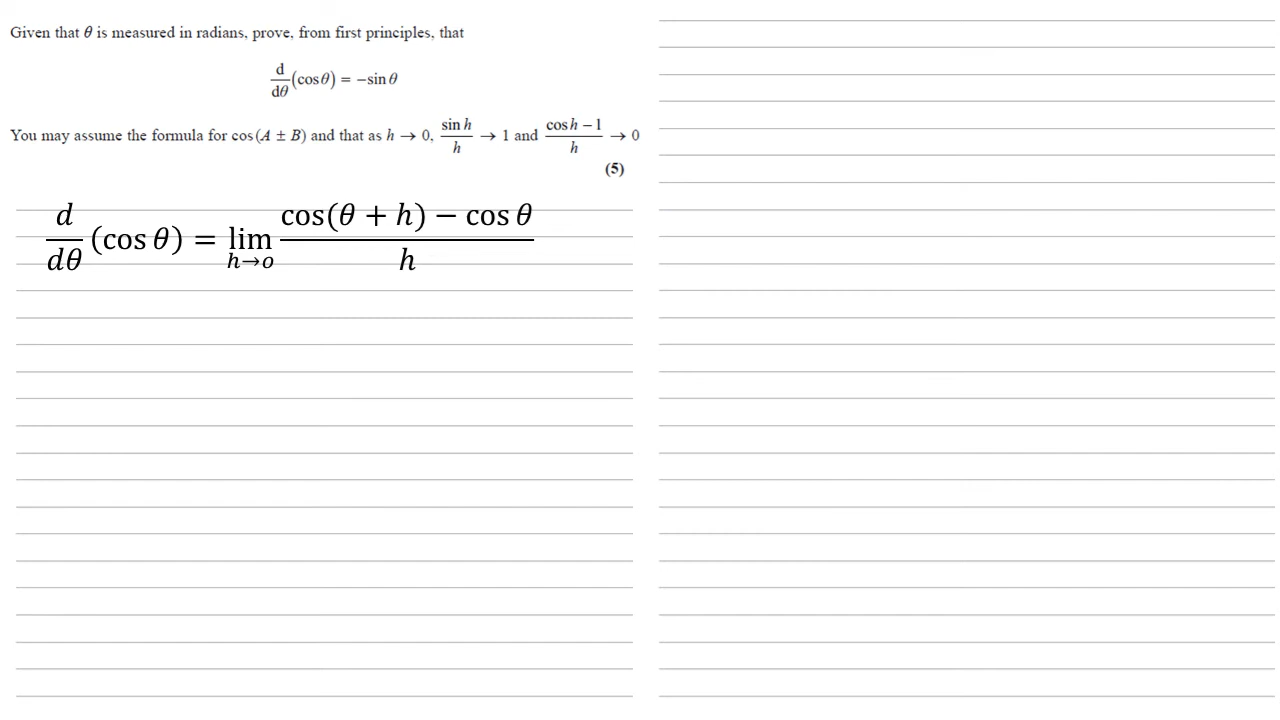 Given that θ is measured in radians, prove, from first principles, that
d/dθ (cos θ) = −sin θ
You may assume the formula for cos(A ± B) and that as h → 0, sin h / h → 1 and cos h − 1 / h → 0
(5)
d/dθ (cos θ) = lim h→o cos(θ + h) − cos θ / h